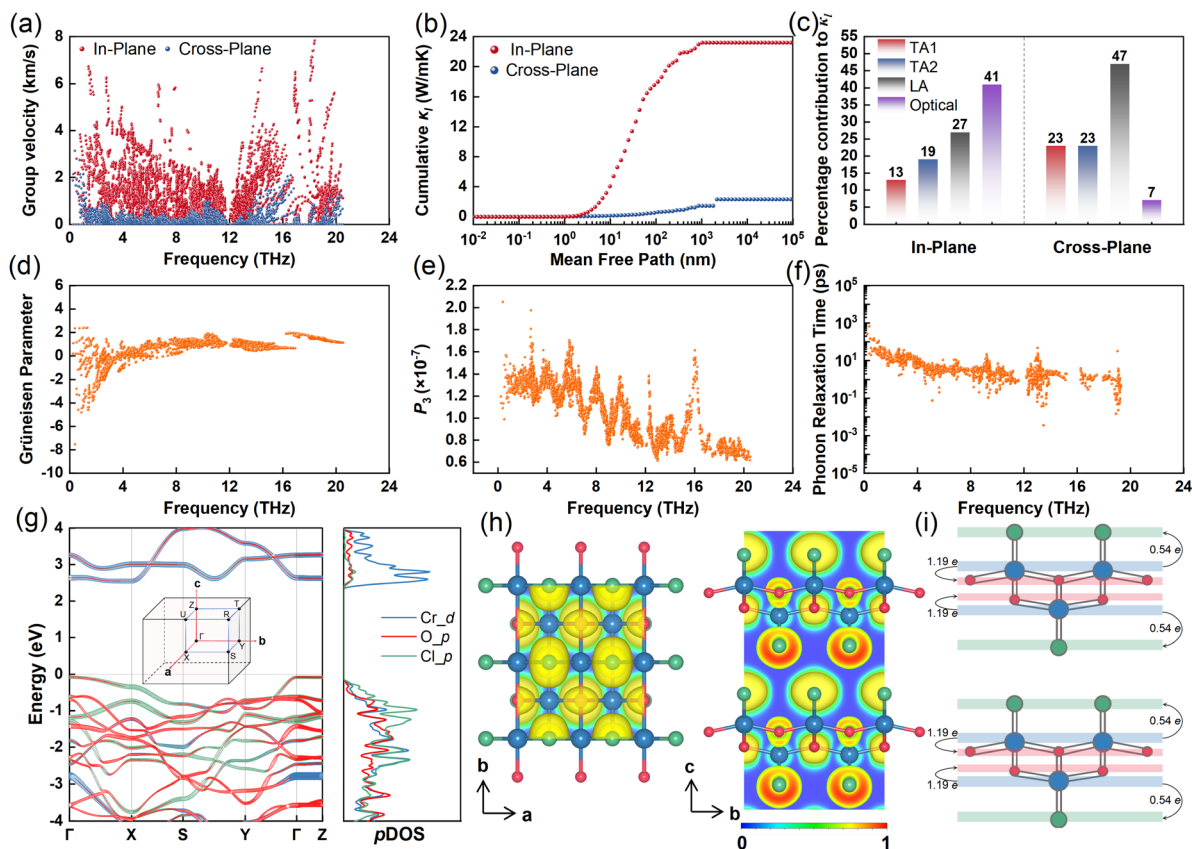 (a)
Group velocity (km/s)
8
6
4
2
0
In-Plane
Cross-Plane
0 4 8 12 16 20 24
Frequency (THz)
(b)
Cumulative κl (W/mK)
24
20
16
12
8
4
0
In-Plane
Cross-Plane
10-2 10-1 100 101 102 103 104 105
Mean Free Path (nm)
(c)
Percentage contribution to κl
55
50
45
40
35
30
25
20
15
10
5
0
TA1
TA2
LA
Optical
13
19
27
41
23
23
47
7
In-Plane
Cross-Plane
(d)
Grüneisen Parameter
6
4
2
0
-2
-4
-6
-8
-10
0 4 8 12 16 20 24
Frequency (THz)
(e)
P3 (×10-7)
2.2
2.0
1.8
1.6
1.4
1.2
1.0
0.8
0.6
0 4 8 12 16 20 24
Frequency (THz)
(f)
Phonon Relaxation Time (ps)
105
103
101
10-1
10-3
10-5
0 4 8 12 16 20 24
Frequency (THz)
(g)
Energy (eV)
4
3
2
1
0
-1
-2
-3
-4
Γ X S Y Γ Z
c
Z
T
U
R
Γ
b
X
Y
S
a
Cr_d
O_p
Cl_p
pDOS
(h)
b
a
c
b
0
1
(i)
1.19 e
0.54 e
1.19 e
0.54 e
1.19 e
0.54 e
1.19 e
0.54 e